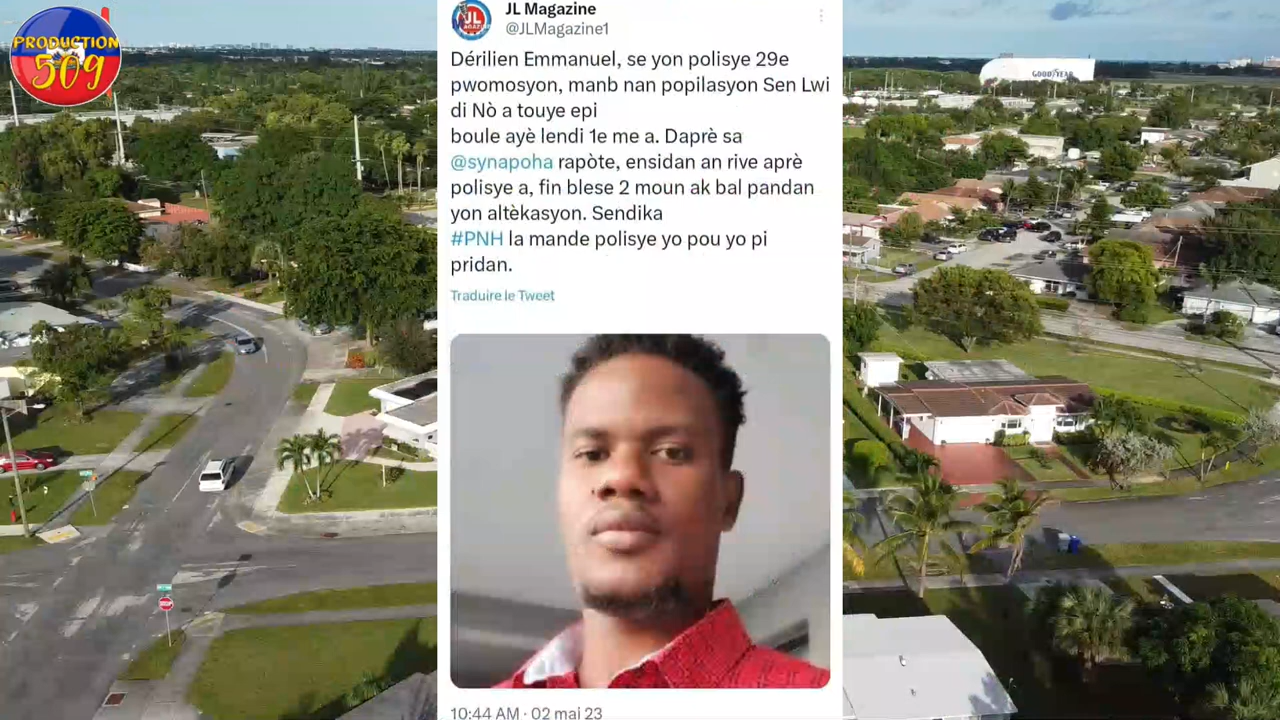 PRODUCTION
509
JL
MAGAZINE
JL Magazine
@JLMagazine1
Dérilien Emmanuel, se yon polisye 29e
pwomosyon, manb nan popilasyon Sen Lwi
di Nò a touye epi
boule ayè lendi 1e me a. Daprè sa
@synapoha rapòte, ensidan an rive aprè
polisye a, fin blese 2 moun ak bal pandan
yon altèkasyon. Sendika
#PNH la mande polisye yo pou yo pi
pridan.
Traduire le Tweet
10:44 AM · 02 mai 23
GOODYEAR